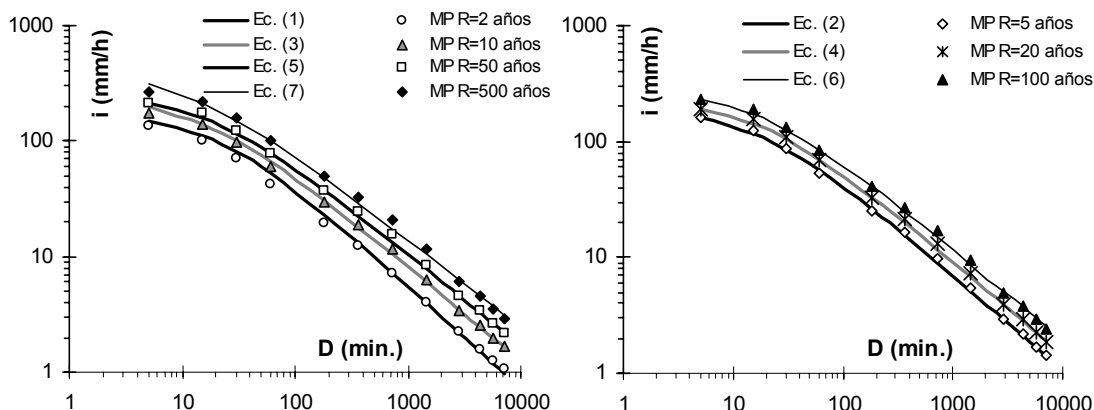 1000
100
10
1
i (mm/h)
Ec. (1)
Ec. (3)
Ec. (5)
Ec. (7)
MP R=2 años
MP R=10 años
MP R=50 años
MP R=500 años
D (min.)
1 10 100 1000 10000
1000
100
10
1
i (mm/h)
Ec. (2)
Ec. (4)
Ec. (6)
MP R=5 años
MP R=20 años
MP R=100 años
D (min.)
1 10 100 1000 10000